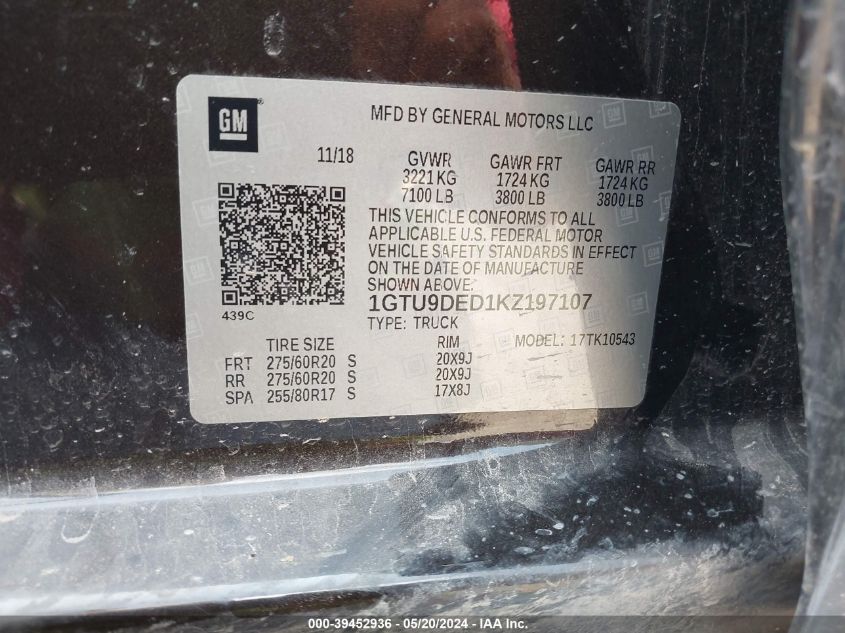 GM
MFD BY GENERAL MOTORS LLC
11/18 GVWR GAWR FRT GAWR RR
3221 KG 1724 KG 1724 KG
7100 LB 3800 LB 3800 LB
THIS VEHICLE CONFORMS TO ALL
APPLICABLE U.S. FEDERAL MOTOR
VEHICLE SAFETY STANDARDS IN EFFECT
ON THE DATE OF MANUFACTURE
SHOWN ABOVE.
439C
1GTU9DED1KZ197107
TYPE: TRUCK MODEL: 17TK10543
TIRE SIZE RIM
FRT 275/60R20 S 20X9J
RR 275/60R20 S 20X9J
SPA 255/80R17 S 17X8J
000-39452936 - 05/20/2024 - IAA Inc.